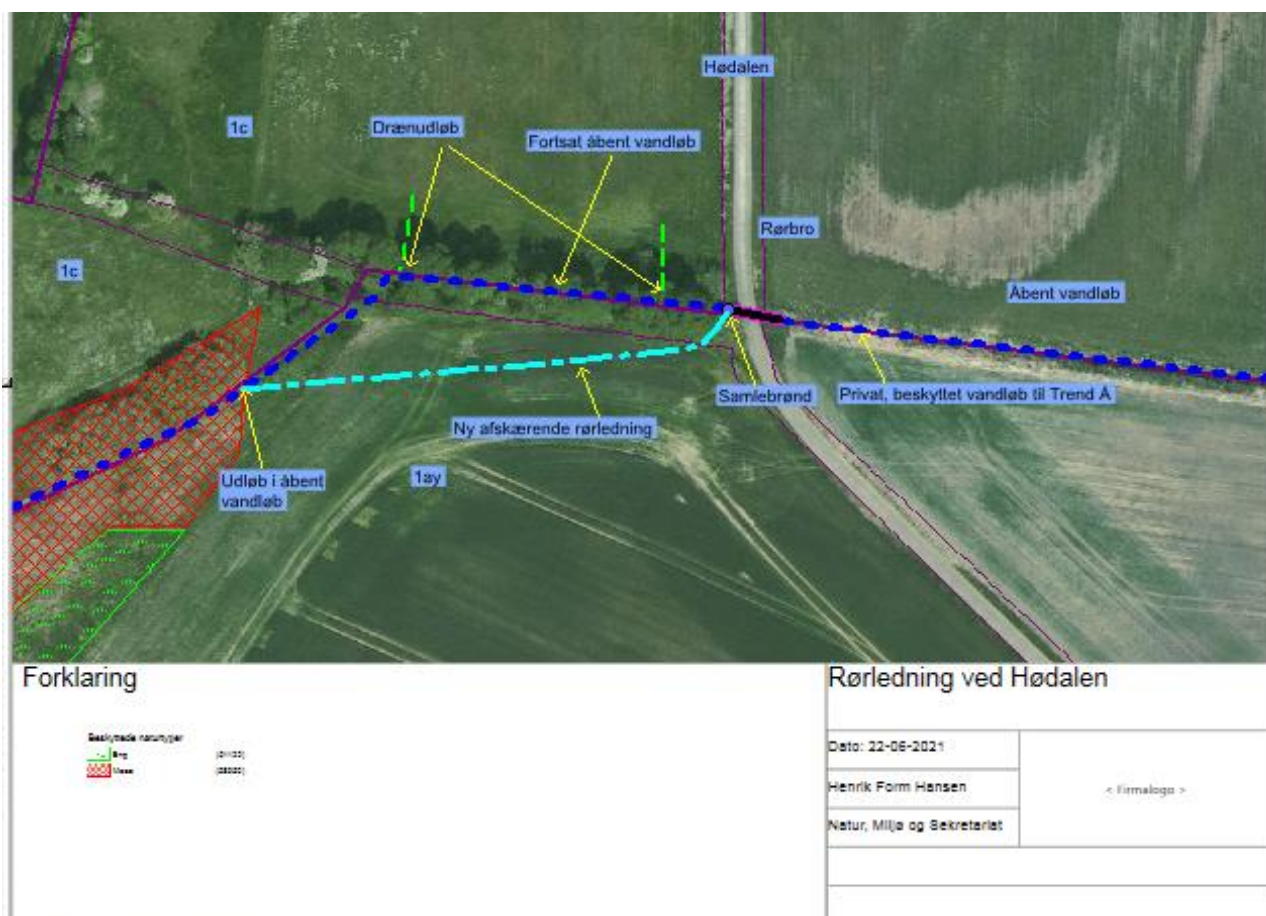 Hødalen
1c
Drænudløb
Fortsat åbent vandløb
Rørbro
1c
Åbent vandløb
Samlebrønd
Privat, beskyttet vandløb til Trend Å
Ny afskærende rørledning
Udløb i åbent
vandløb
1ay
Forklaring
Rørledning ved Hødalen
Beskyttede naturtyper
Eng
Mose
Dato: 22-06-2021
Henrik Form Hansen
< Firmalogo >
Natur, Miljø og Sekretariat